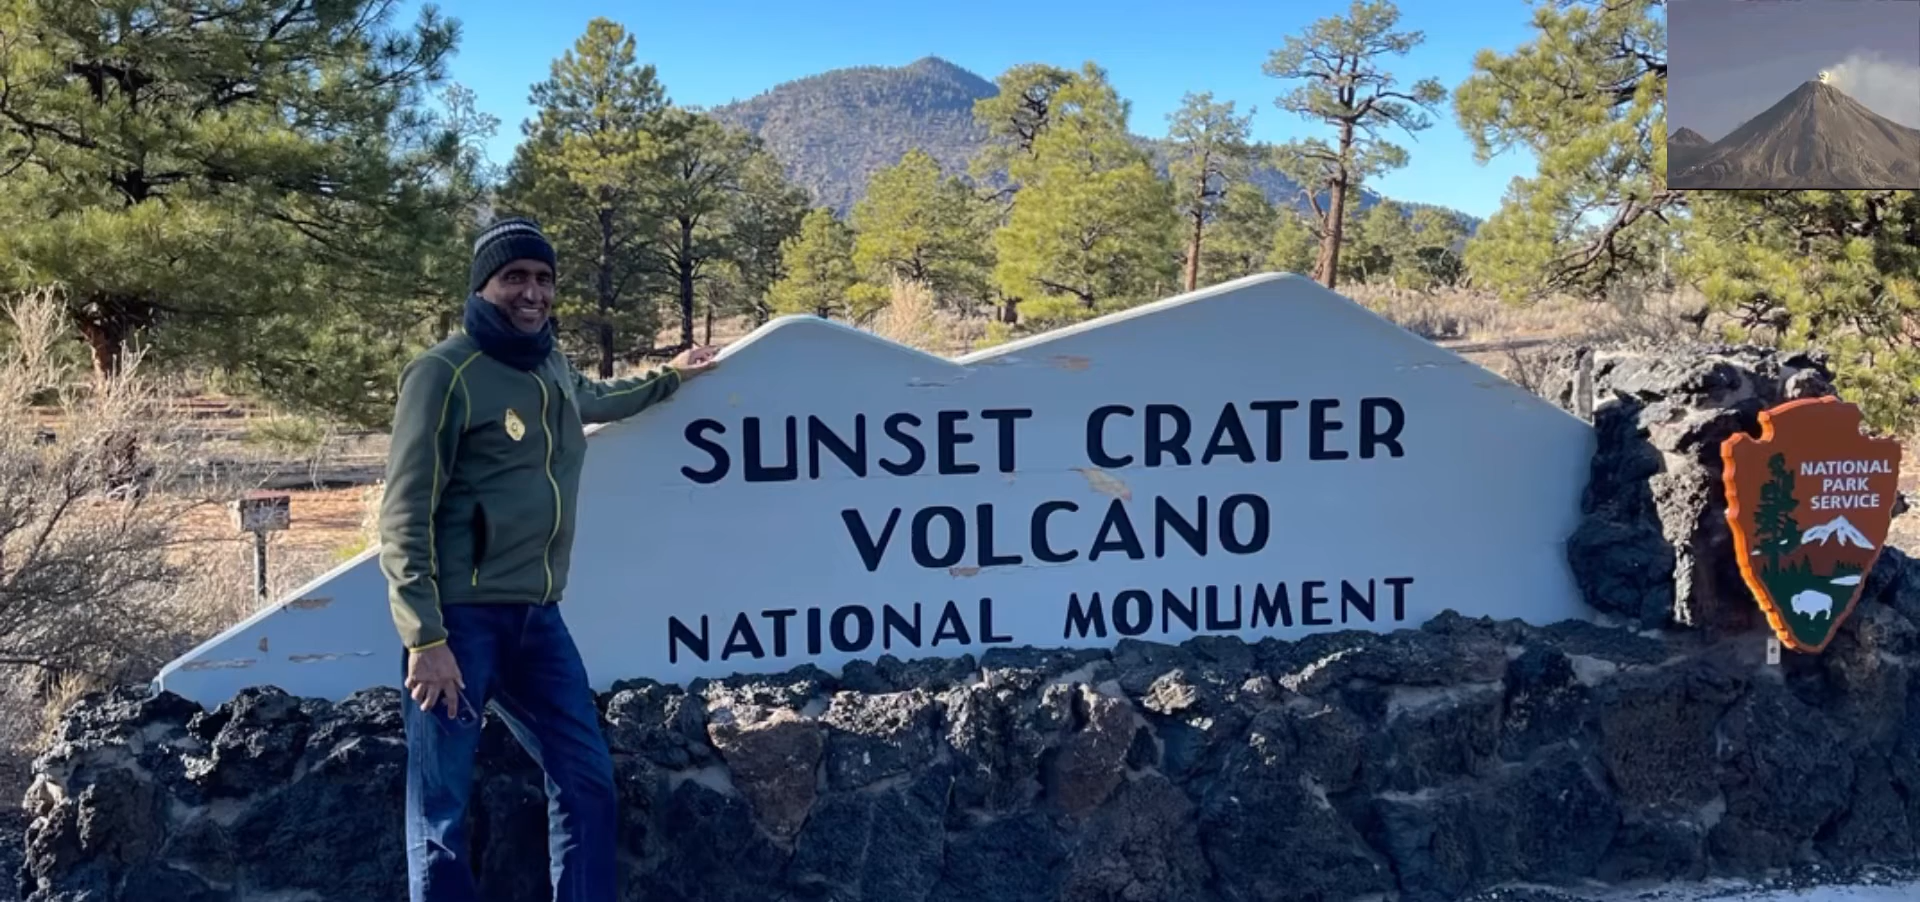 SUNSET CRATER
VOLCANO
NATIONAL MONUMENT
NATIONAL
PARK
SERVICE